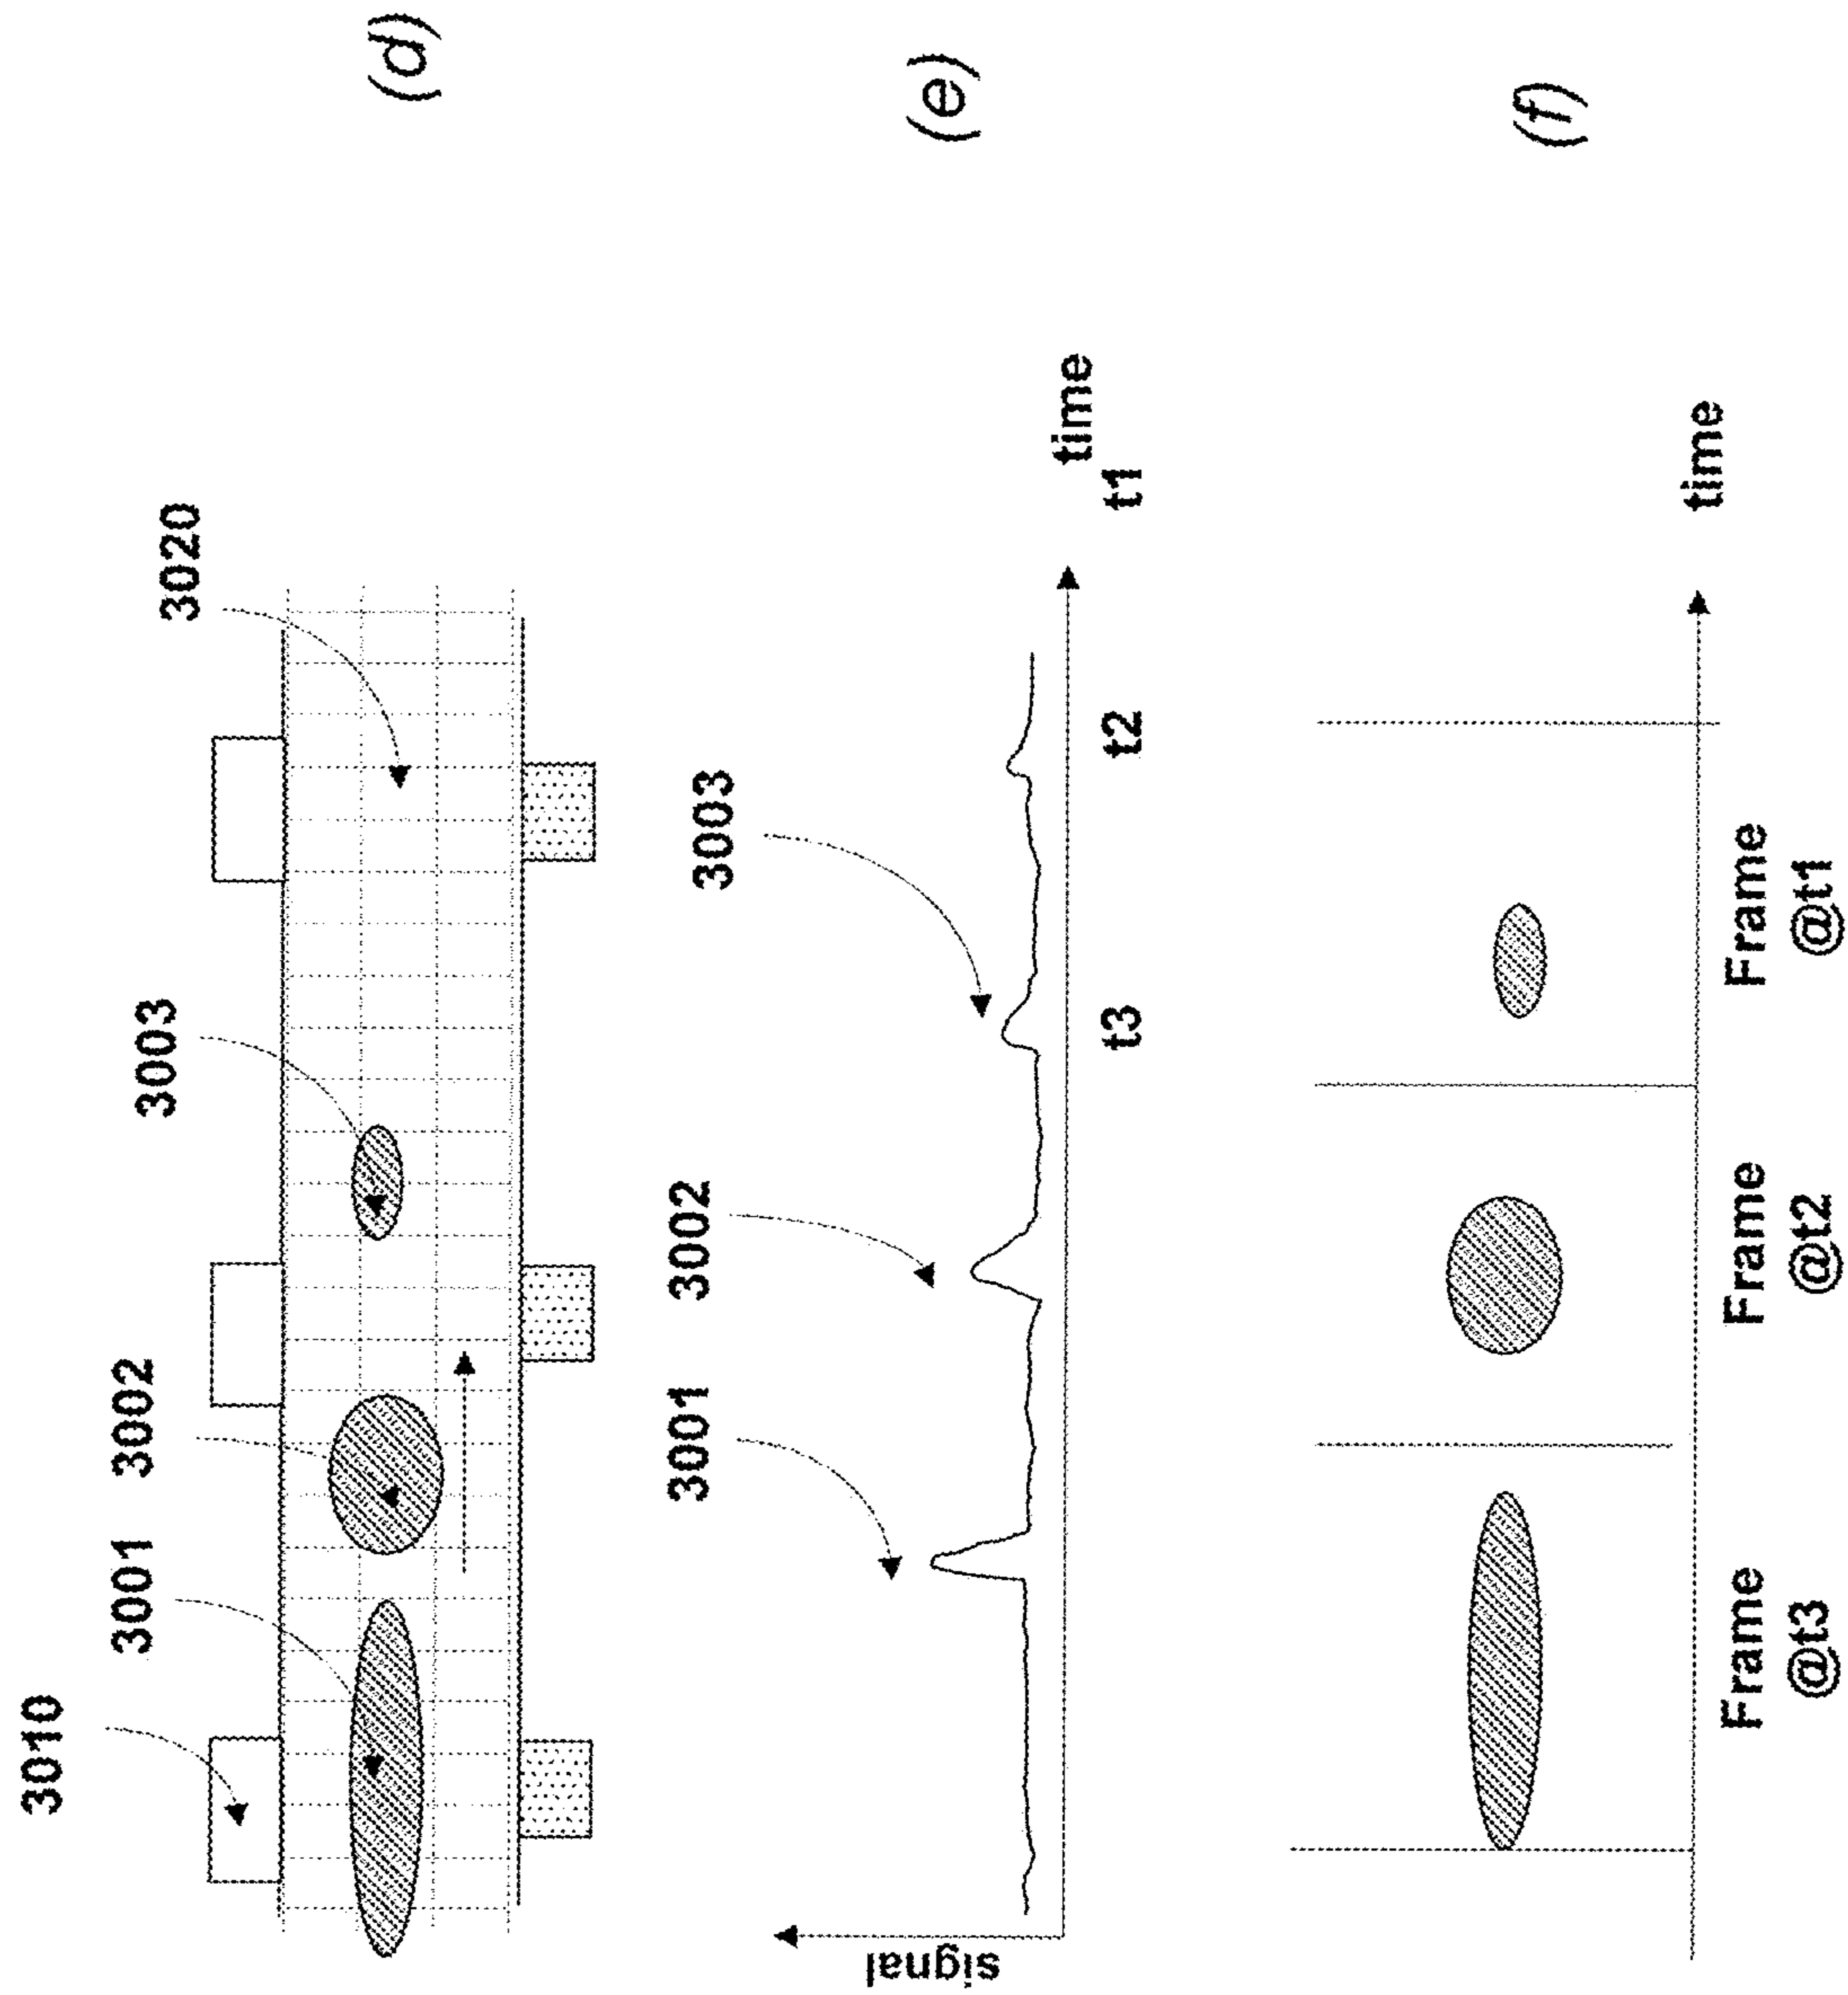 3010
3001
3002
3003
3020
(d)
signal
3001
3002
3003
t3
t2
t1
time
(e)
Frame
@t3
Frame
@t2
Frame
@t1
time
(f)